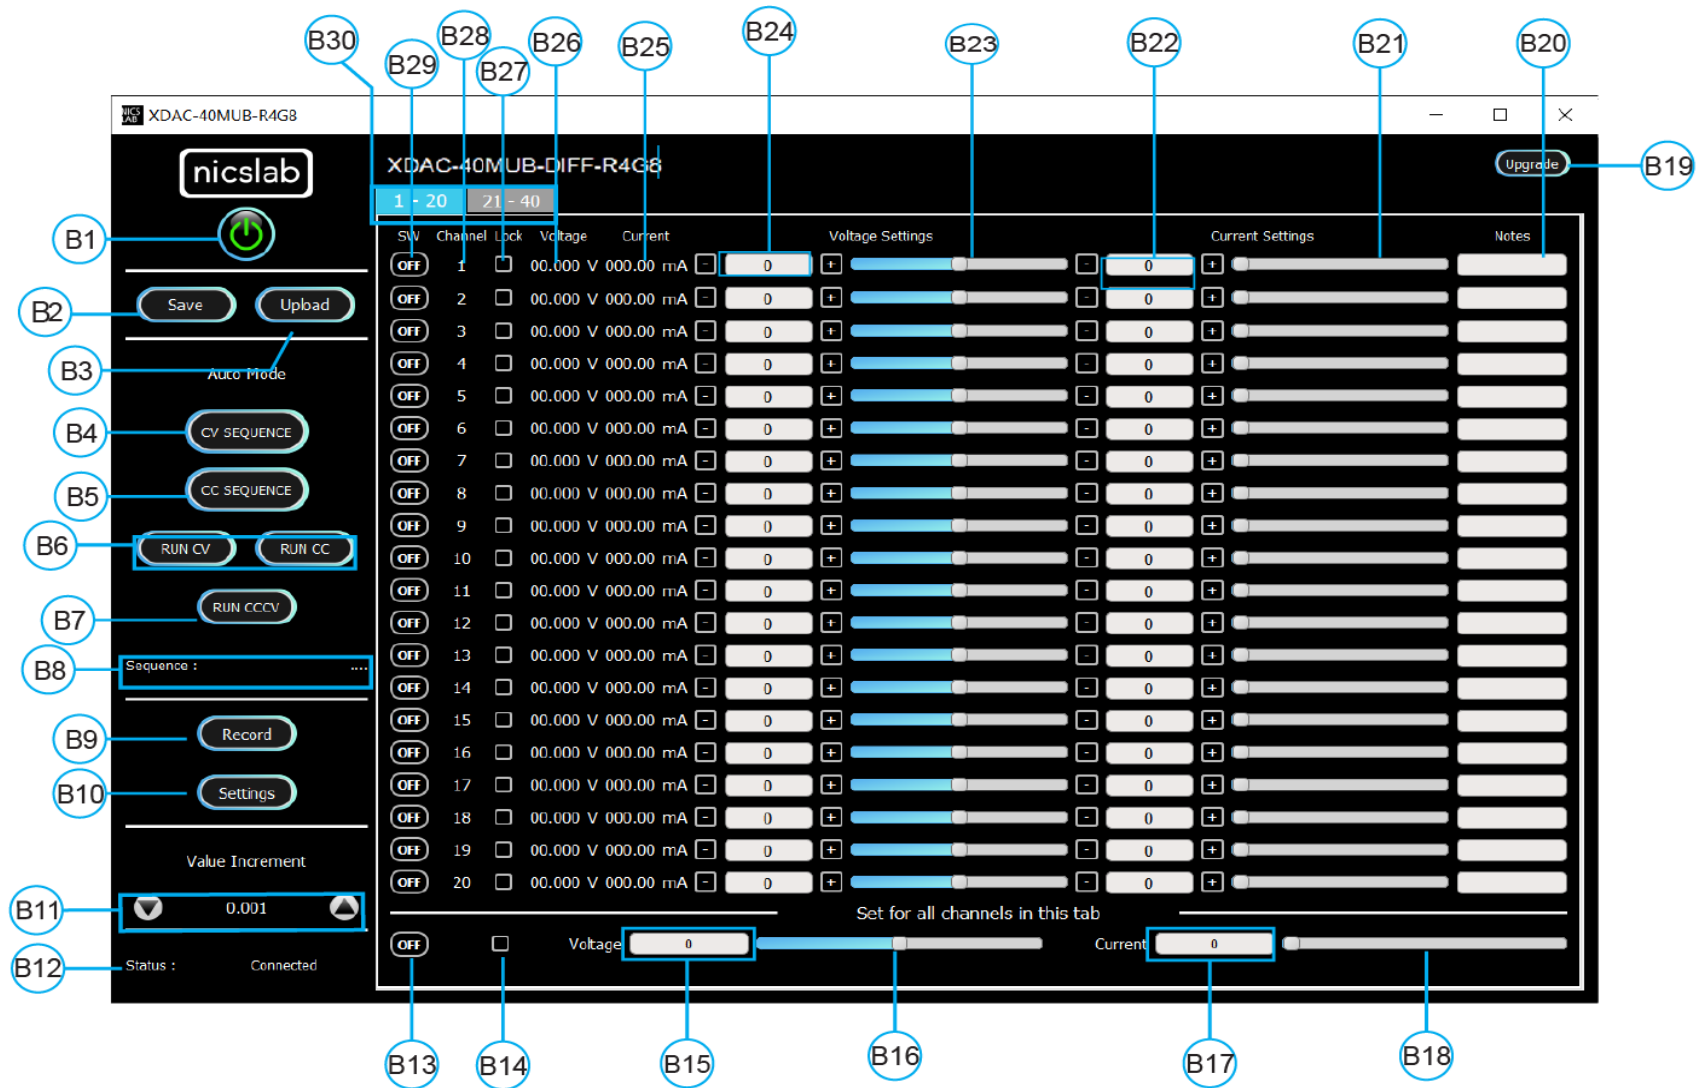 B30 B29 B28 B27 B26 B25 B24 B23 B22 B21 B20
NICS LAB XDAC-40MUB-R4G8
nicslab
XDAC-40MUB-DIFF-R4G8
Upgrade B19
1 - 20 21 - 40
B1
SW Channel Lock Voltage Current Voltage Settings Current Settings Notes
OFF 1 00.000 V 000.00 mA - 0 + - 0 +
B2 Save Upload
OFF 2 00.000 V 000.00 mA - 0 + - 0 +
OFF 3 00.000 V 000.00 mA - 0 + - 0 +
B3 Auto Mode
OFF 4 00.000 V 000.00 mA - 0 + - 0 +
OFF 5 00.000 V 000.00 mA - 0 + - 0 +
B4 CV SEQUENCE
OFF 6 00.000 V 000.00 mA - 0 + - 0 +
OFF 7 00.000 V 000.00 mA - 0 + - 0 +
B5 CC SEQUENCE
OFF 8 00.000 V 000.00 mA - 0 + - 0 +
OFF 9 00.000 V 000.00 mA - 0 + - 0 +
B6 RUN CV RUN CC
OFF 10 00.000 V 000.00 mA - 0 + - 0 +
OFF 11 00.000 V 000.00 mA - 0 + - 0 +
B7 RUN CCCV
OFF 12 00.000 V 000.00 mA - 0 + - 0 +
B8 Sequence : ....
OFF 13 00.000 V 000.00 mA - 0 + - 0 +
OFF 14 00.000 V 000.00 mA - 0 + - 0 +
OFF 15 00.000 V 000.00 mA - 0 + - 0 +
B9 Record
OFF 16 00.000 V 000.00 mA - 0 + - 0 +
OFF 17 00.000 V 000.00 mA - 0 + - 0 +
B10 Settings
OFF 18 00.000 V 000.00 mA - 0 + - 0 +
OFF 19 00.000 V 000.00 mA - 0 + - 0 +
Value Increment
OFF 20 00.000 V 000.00 mA - 0 + - 0 +
B11 0.001
Set for all channels in this tab
OFF Voltage 0 Current 0
B12 Status : Connected
B13 B14 B15 B16 B17 B18